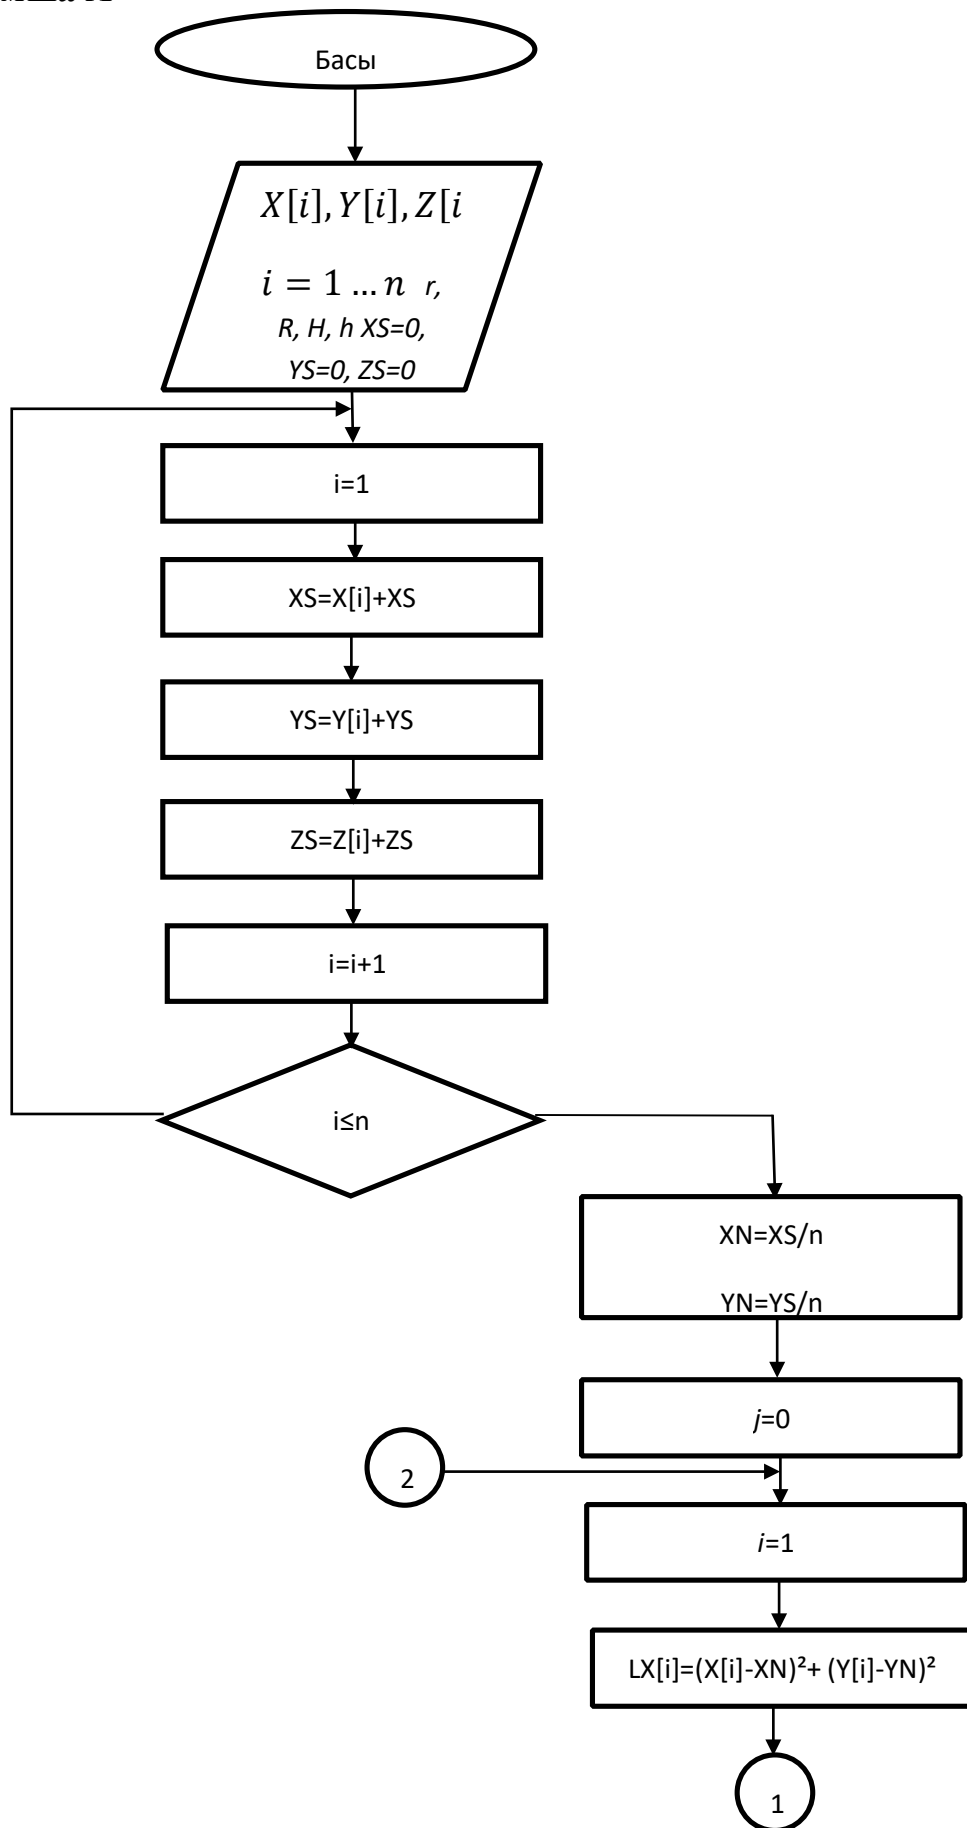 Басы
X[i], Y[i], Z[i
i = 1 … n r,
R, H, h XS=0,
YS=0, ZS=0
i=1
XS=X[i]+XS
YS=Y[i]+YS
ZS=Z[i]+ZS
i=i+1
i≤n
XN=XS/n
YN=YS/n
j=0
2
i=1
LX[i]=(X[i]-XN)²+ (Y[i]-YN)²
1